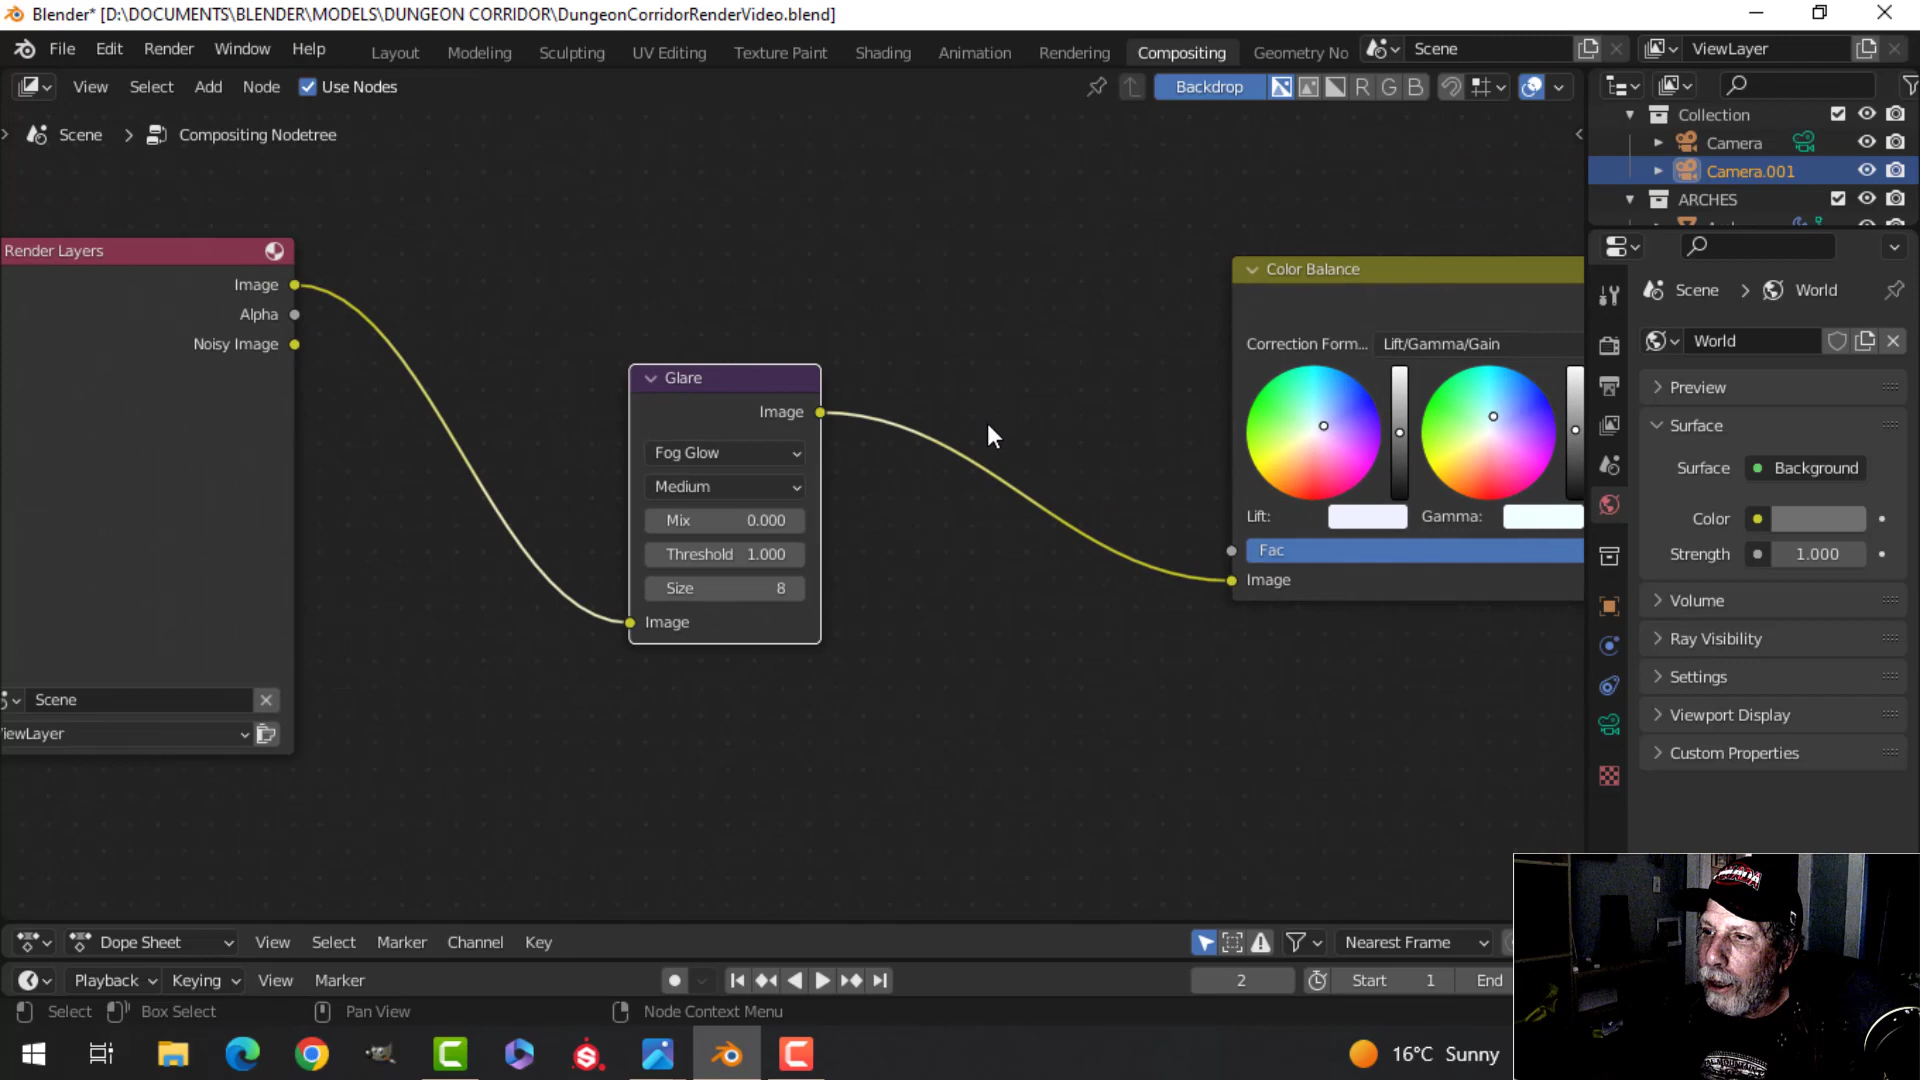 Blender* [D:\DOCUMENTS\BLENDER\MODELS\DUNGEON CORRIDOR\DungeonCorridorRenderVideo.blend]
File Edit Render Window Help Layout Modeling Sculpting UV Editing Texture Paint Shading Animation Rendering Compositing Geometry No Scene ViewLayer
View Select Add Node Use Nodes Backdrop R G B
Scene > Compositing Nodetree
Collection
Camera
Camera.001
ARCHES
Render Layers
Image
Alpha
Noisy Image
Scene
iewLayer
Glare
Image
Fog Glow
Medium
Mix 0.000
Threshold 1.000
Size 8
Image
Color Balance
Correction Form... Lift/Gamma/Gain
Lift: Gamma:
Fac
Image
Scene > World
World
Preview
Surface
Surface Background
Color
Strength 1.000
Volume
Ray Visibility
Settings
Viewport Display
Custom Properties
Dope Sheet View Select Marker Channel Key Nearest Frame
Playback Keying View Marker 2 Start 1 End
Select Box Select Pan View Node Context Menu
16°C Sunny
CANADA